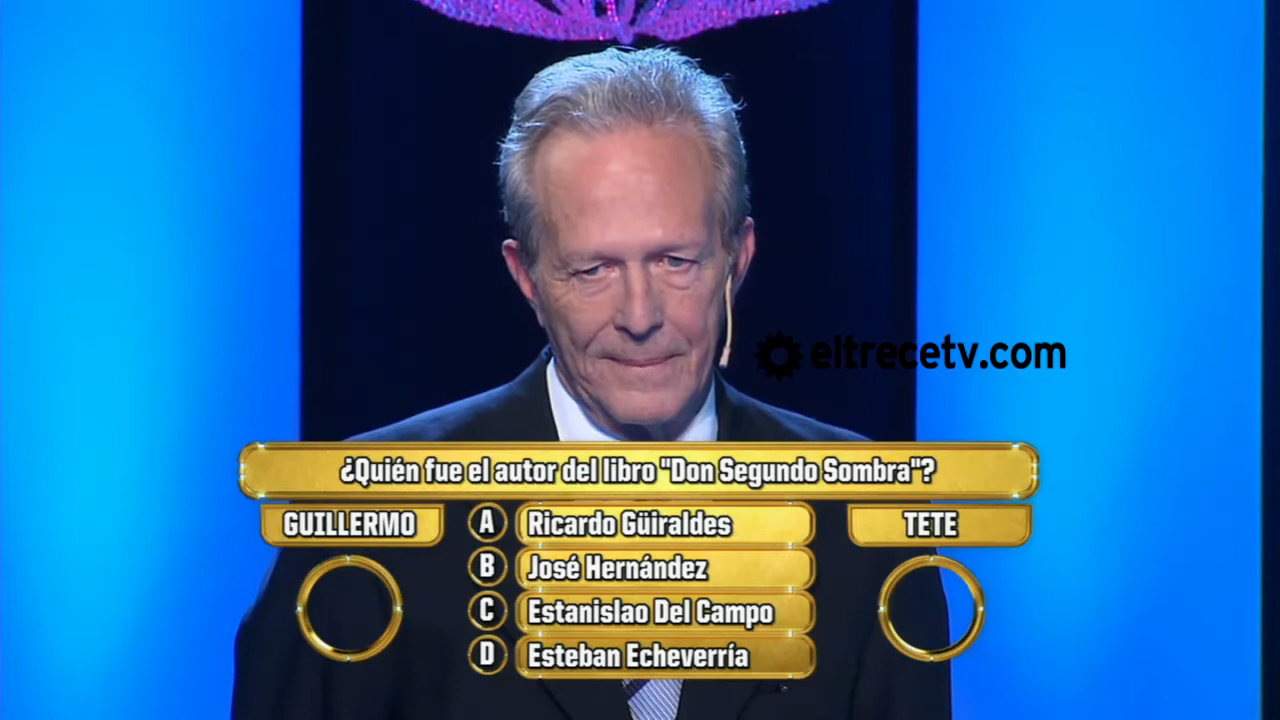 eltrecetv.com
¿Quién fue el autor del libro "Don Segundo Sombra"?
GUILLERMO
TETE
A Ricardo Güiraldes
B José Hernández
C Estanislao Del Campo
D Esteban Echeverría